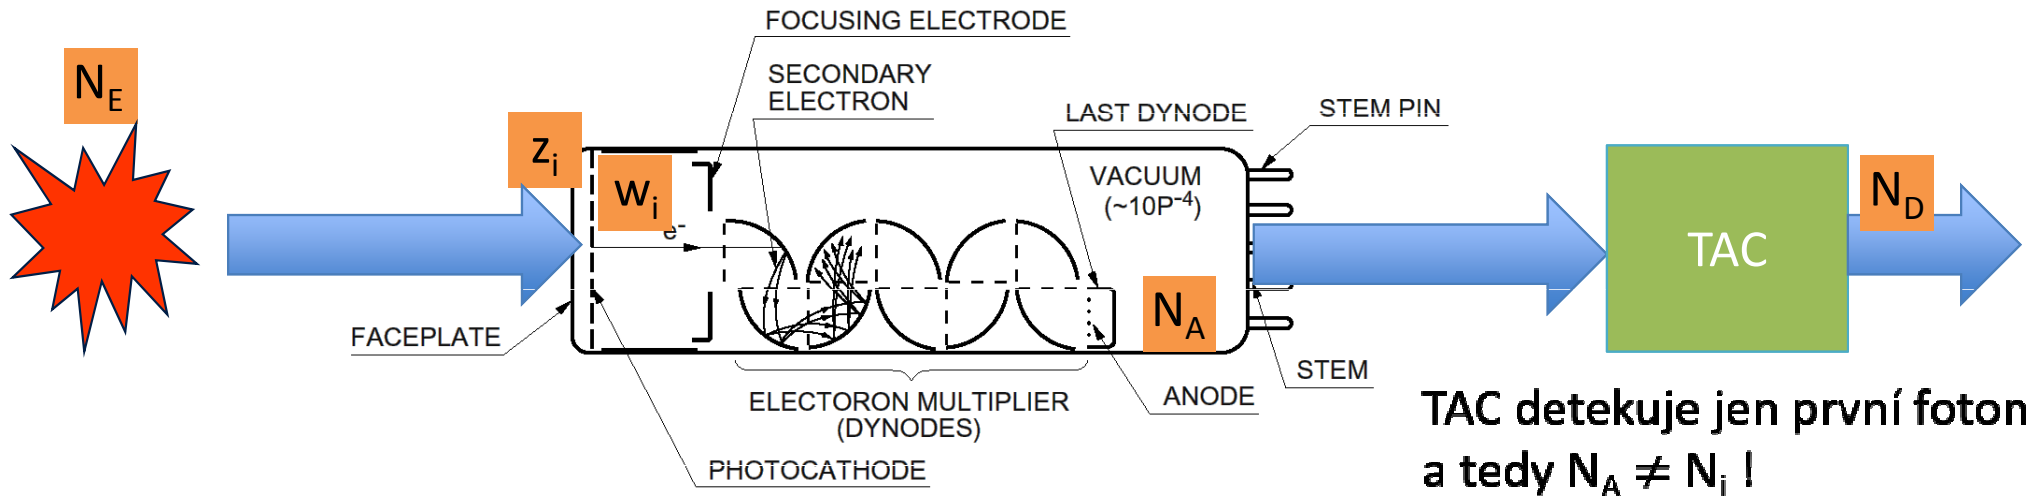 FOCUSING ELECTRODE
N_E
SECONDARY
ELECTRON
LAST DYNODE
STEM PIN
z_i
w_i
VACUUM
(~10P⁻⁴)
N_D
e⁻
TAC
N_A
FACEPLATE
STEM
ANODE
ELECTORON MULTIPLIER
(DYNODES)
PHOTOCATHODE
TAC detekuje jen první foton
a tedy N_A ≠ N_i !